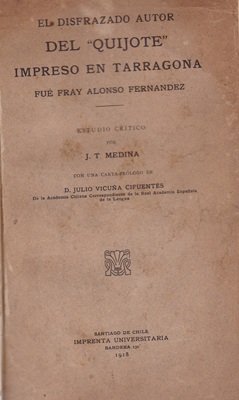 EL DISFRAZADO AUTOR
DEL "QUIJOTE"
IMPRESO EN TARRAGONA
FUÉ FRAY ALONSO FERNANDEZ
ESTUDIO CRÍTICO
POR
J. T MEDINA
CON UNA CARTA-PRÓLOGO DE
D. JULIO VICUÑA CIFUENTES
De la Academia Chilena Correspondiente de la Real Academia Española
de la Lengua
SANTIAGO DE CHILE
IMPRENTA UNIVERSITARIA
BANDERA 130
1918